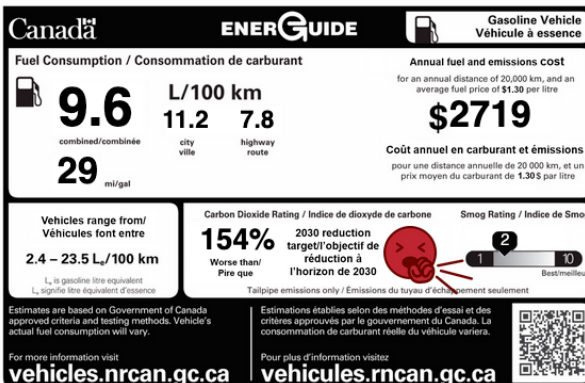 Canada
ENERGUIDE
Gasoline Vehicle
Véhicule à essence
Fuel Consumption / Consommation de carburant
9.6
combined/combinée
L/100 km
11.2 7.8
city highway
ville route
29 mi/gal
Annual fuel and emissions COST
for an annual distance of 20,000 km, and an
average fuel price of $1.30 per litre
$2719
Coût annuel en carburant et émissions
pour une distance annuelle de 20 000 km, et un
prix moyen du carburant de 1.30 $ par litre
Vehicles range from/
Véhicules font entre
2.4 – 23.5 Lₑ/100 km
Lₑ is gasoline litre equivalent
Lₑ signifie litre équivalent d'essence
Carbon Dioxide Rating / Indice de dioxyde de carbone
154%
Worse than/
Pire que
2030 reduction
target/l'objectif de
réduction à
l'horizon de 2030
Smog Rating / Indice de Smo
2
1 10
Best/meilleu
Tailpipe emissions only / Émissions du tuyau d'échappement seulement
Estimates are based on Government of Canada
approved criteria and testing methods. Vehicle's
actual fuel consumption will vary.
For more information visit
vehicles.nrcan.gc.ca
Estimations établies selon des méthodes d'essai et des
critères approuvés par le gouvernement du Canada. La
consommation de carburant réelle du véhicule variera.
Pour plus d'information visitez
vehicules.rncan.gc.ca